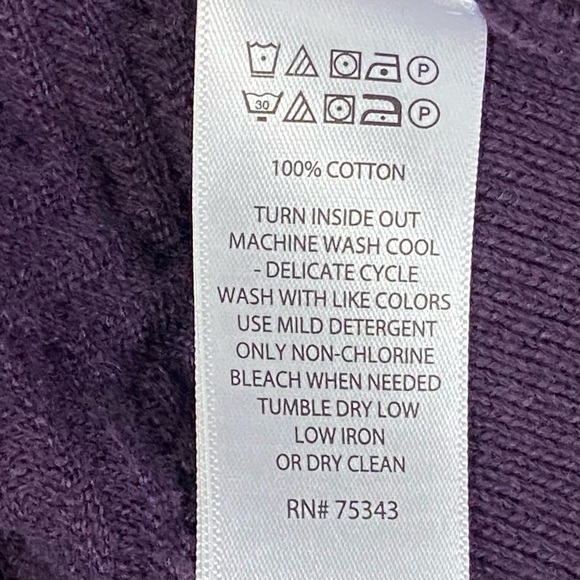 P
30 P
100% COTTON
TURN INSIDE OUT
MACHINE WASH COOL
- DELICATE CYCLE
WASH WITH LIKE COLORS
USE MILD DETERGENT
ONLY NON-CHLORINE
BLEACH WHEN NEEDED
TUMBLE DRY LOW
LOW IRON
OR DRY CLEAN
RN# 75343